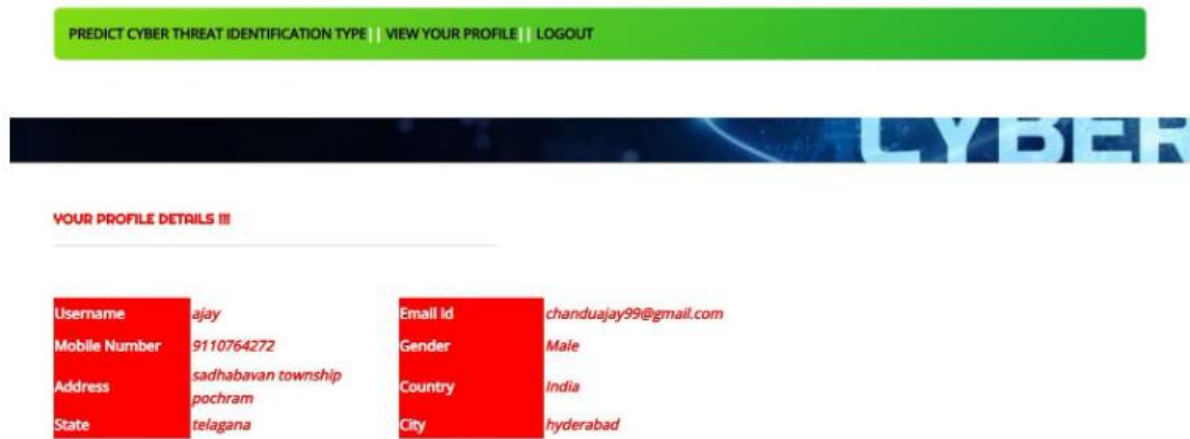 PREDICT CYBER THREAT IDENTIFICATION TYPE || VIEW YOUR PROFILE || LOGOUT
CYBER
YOUR PROFILE DETAILS !!!
Username ajay Email Id chanduajay99@gmail.com
Mobile Number 9110764272 Gender Male
Address sadhabavan township pochram Country India
State telagana City hyderabad